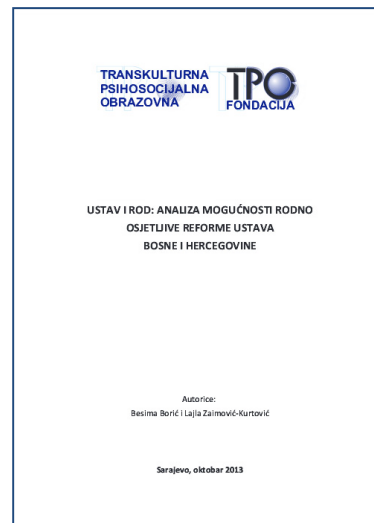 TRANSKULTURNA
PSIHOSOCIJALNA
OBRAZOVNA
TPO
FONDACIJA
USTAV I ROD: ANALIZA MOGUĆNOSTI RODNO
OSJETLJIVE REFORME USTAVA
BOSNE I HERCEGOVINE
Autorice:
Besima Borić i Lajla Zaimović-Kurtović
Sarajevo, oktobar 2013